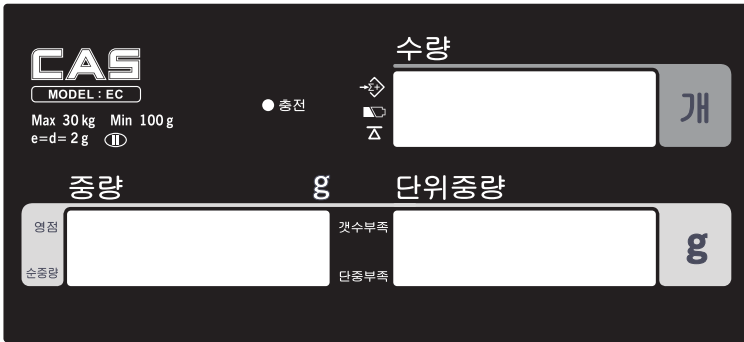 수량
CAS
MODEL : EC
Max 30 kg Min 100 g
e=d= 2 g Ⅲ
충전
개
중량 g 단위중량
영점
순중량
갯수부족
단중부족
g